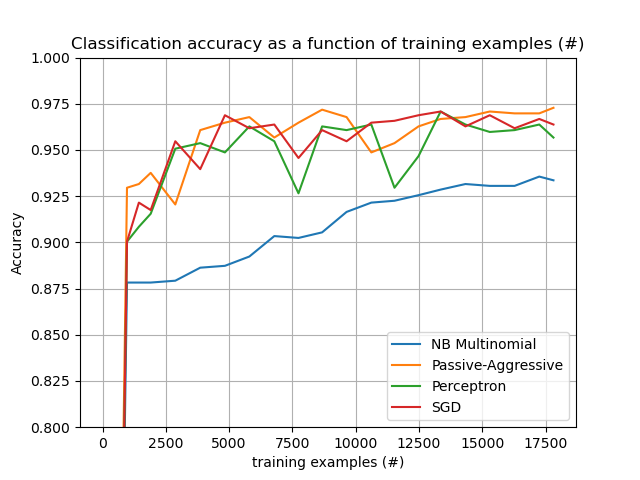 Classification accuracy as a function of training examples (#)
1.000
0.975
0.950
0.925
0.900
0.875
0.850
0.825
0.800
Accuracy
NB Multinomial
Passive-Aggressive
Perceptron
SGD
0 2500 5000 7500 10000 12500 15000 17500
training examples (#)